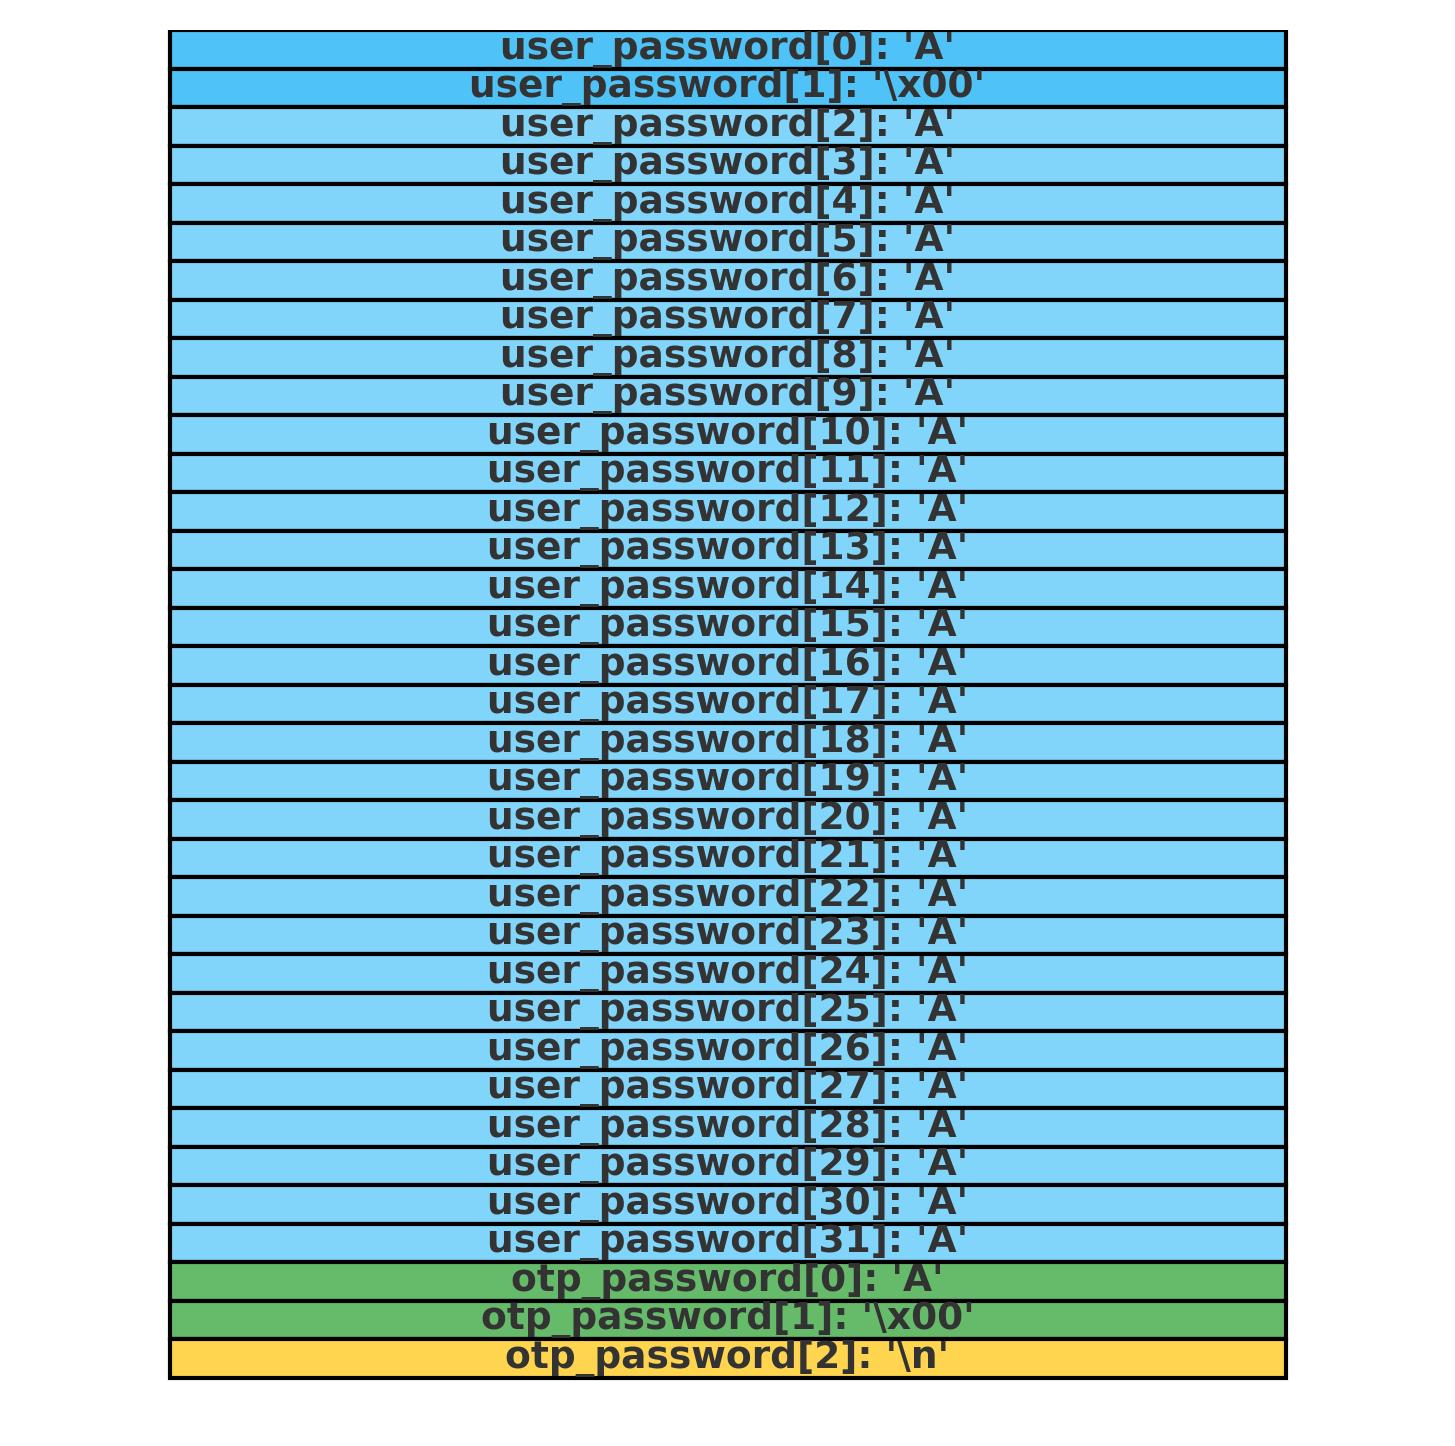 user_password[0]: 'A'
user_password[1]: '\x00'
user_password[2]: 'A'
user_password[3]: 'A'
user_password[4]: 'A'
user_password[5]: 'A'
user_password[6]: 'A'
user_password[7]: 'A'
user_password[8]: 'A'
user_password[9]: 'A'
user_password[10]: 'A'
user_password[11]: 'A'
user_password[12]: 'A'
user_password[13]: 'A'
user_password[14]: 'A'
user_password[15]: 'A'
user_password[16]: 'A'
user_password[17]: 'A'
user_password[18]: 'A'
user_password[19]: 'A'
user_password[20]: 'A'
user_password[21]: 'A'
user_password[22]: 'A'
user_password[23]: 'A'
user_password[24]: 'A'
user_password[25]: 'A'
user_password[26]: 'A'
user_password[27]: 'A'
user_password[28]: 'A'
user_password[29]: 'A'
user_password[30]: 'A'
user_password[31]: 'A'
otp_password[0]: 'A'
otp_password[1]: '\x00'
otp_password[2]: '\n'